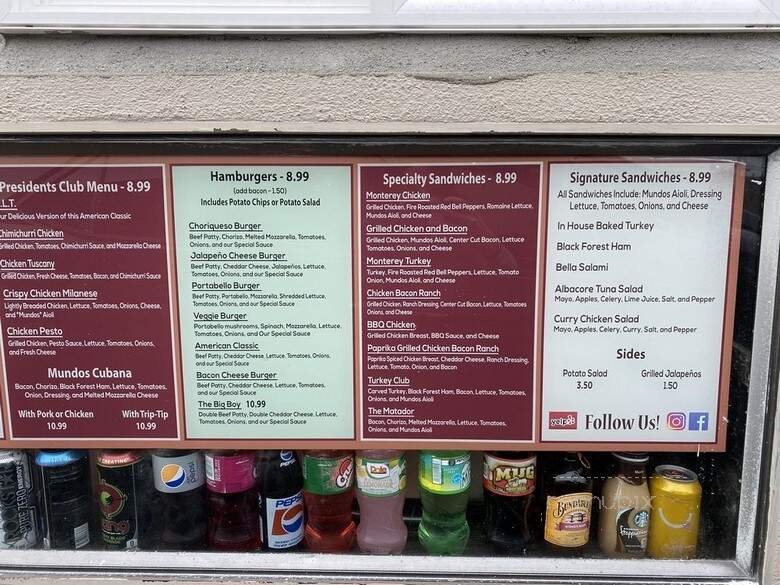 Presidents Club Menu - 8.99
L.T.
ur Delicious Version of this American Classic
Chimichurri Chicken
Grilled Chicken, Tomatoes, Chimichurri Sauce, and Mozzarella Cheese
Chicken Tuscany
Grilled Chicken, Fresh Cheese, Tomatoes, Bacon, and Chimichurri Sauce
Crispy Chicken Milanese
Lightly Breaded Chicken, Lettuce, Tomatoes, Onions, Cheese,
and "Mundos" Aioli
Chicken Pesto
Grilled Chicken, Pesto Sauce, Lettuce, Tomatoes, Onions,
and Fresh Cheese
Mundos Cubana
Bacon, Chorizo, Black Forest Ham, Lettuce, Tomatoes,
Onion, Dressing, and Melted Mozzarella Cheese
With Pork or Chicken
10.99
With Trip-Tip
10.99
Hamburgers - 8.99
(add bacon - 1.50)
Includes Potato Chips or Potato Salad
Choriqueso Burger
Beef Patty, Chorizo, Melted Mozzarella, Tomatoes,
Onions, and our Special Sauce
Jalapeño Cheese Burger
Beef Patty, Cheddar Cheese, Jalapeños, Lettuce,
Tomatoes, Onions, and our Special Sauce
Portabello Burger
Beef Patty, Portabello, Mozzarella, Shredded Lettuce,
Tomatoes, Onions, and our Special Sauce
Veggie Burger
Portabello mushrooms, Spinach, Mozzarella, Lettuce,
Tomatoes, Onions, and Our Special Sauce
American Classic
Beef Patty, Cheddar Cheese, Lettuce, Tomatoes, Onions,
and our Special Sauce
Bacon Cheese Burger
Beef Patty, Cheddar Cheese, Lettuce, Tomatoes,
and our Special Sauce
The Big Boy 10.99
Double Beef Patty, Double Cheddar Cheese, Lettuce,
Tomatoes, Onions, and our Special Sauce
Specialty Sandwiches - 8.99
Monterey Chicken
Grilled Chicken, Fire Roasted Red Bell Peppers, Romaine Lettuce,
Mundos Aioli, and Cheese
Grilled Chicken and Bacon
Grilled Chicken, Mundos Aioli, Center Cut Bacon, Lettuce,
Tomatoes, Onions, and Cheese
Monterey Turkey
Turkey, Fire Roasted Red Bell Peppers, Lettuce, Tomato
Onion, Mundos Aioli, and Cheese
Chicken Bacon Ranch
Grilled Chicken, Ranch Dressing, Center Cut Bacon, Lettuce, Tomatoes,
Onions and Cheese
BBQ Chicken
Grilled Chicken Breast, BBQ Sauce, and Cheese
Paprika Grilled Chicken Bacon Ranch
Paprika Spiced Chicken Breast, Cheddar Cheese, Ranch Dressing,
Lettuce, Tomato, Onion, and Bacon
Turkey Club
Carved Turkey, Black Forest Ham, Bacon, Lettuce, Tomatoes,
Onions, and Mundos Aioli
The Matador
Bacon, Chorizo, Melted Mozzarella, Lettuce, Tomatoes,
Onions, and Mundos Aioli
Signature Sandwiches - 8.99
All Sandwiches Include: Mundos Aioli, Dressing
Lettuce, Tomatoes, Onions, and Cheese
In House Baked Turkey
Black Forest Ham
Bella Salami
Albacore Tuna Salad
Mayo, Apples, Celery, Lime Juice, Salt, and Pepper
Curry Chicken Salad
Mayo, Apples, Celery, Curry, Salt, and Pepper
Sides
Potato Salad
3.50
Grilled Jalapeños
1.50
yelp
Follow Us!
pepsi
PEPSI
Dole
LEMONADE
MUG
BUNDABERG
menupix